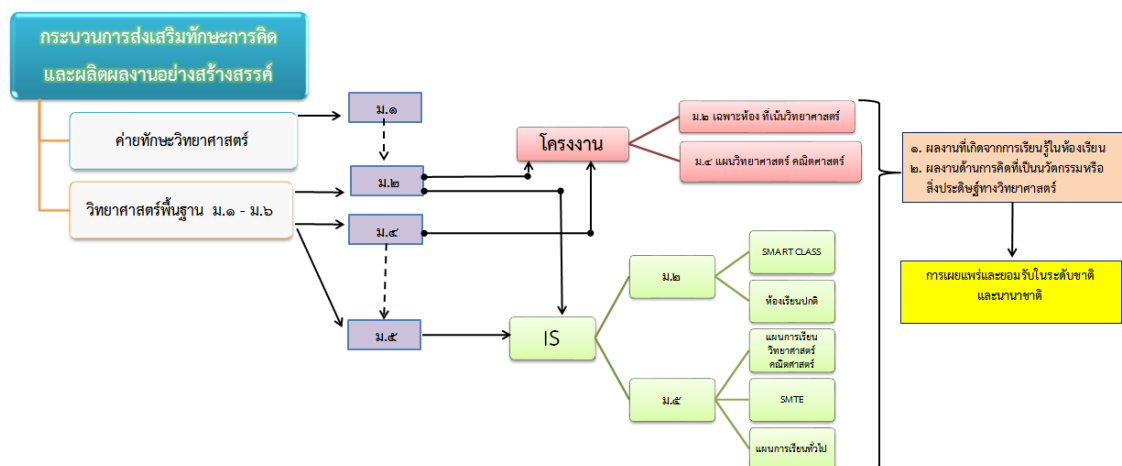 กระบวนการส่งเสริมทักษะการคิด
และผลิตผลงานอย่างสร้างสรรค์
ค่ายทักษะวิทยาศาสตร์
วิทยาศาสตร์พื้นฐาน ม.๑ - ม.๖
ม.๑
ม.๒
ม.๔
ม.๕
โครงงาน
ม.๒ เฉพาะห้อง ที่เน้นวิทยาศาสตร์
ม.๔ แผนวิทยาศาสตร์ คณิตศาสตร์
IS
ม.๒
SMART CLASS
ห้องเรียนปกติ
ม.๕
แผนการเรียน
วิทยาศาสตร์
คณิตศาสตร์
SMTE
แผนการเรียนทั่วไป
๑. ผลงานที่เกิดจากการเรียนรู้ในห้องเรียน
๒. ผลงานด้านการคิดที่เป็นนวัตกรรมหรือ
สิ่งประดิษฐ์ทางวิทยาศาสตร์
การเผยแพร่และยอมรับในระดับชาติ
และนานาชาติ